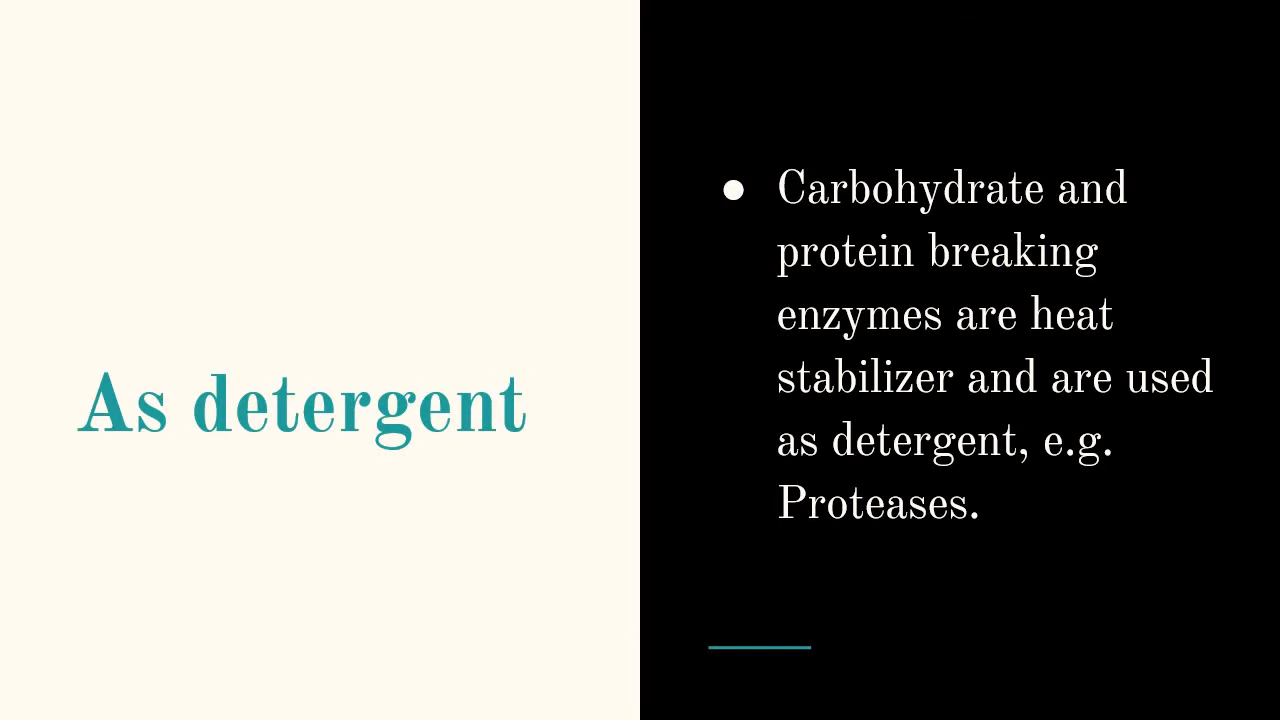 As detergent
● Carbohydrate and
protein breaking
enzymes are heat
stabilizer and are used
as detergent, e.g.
Proteases.